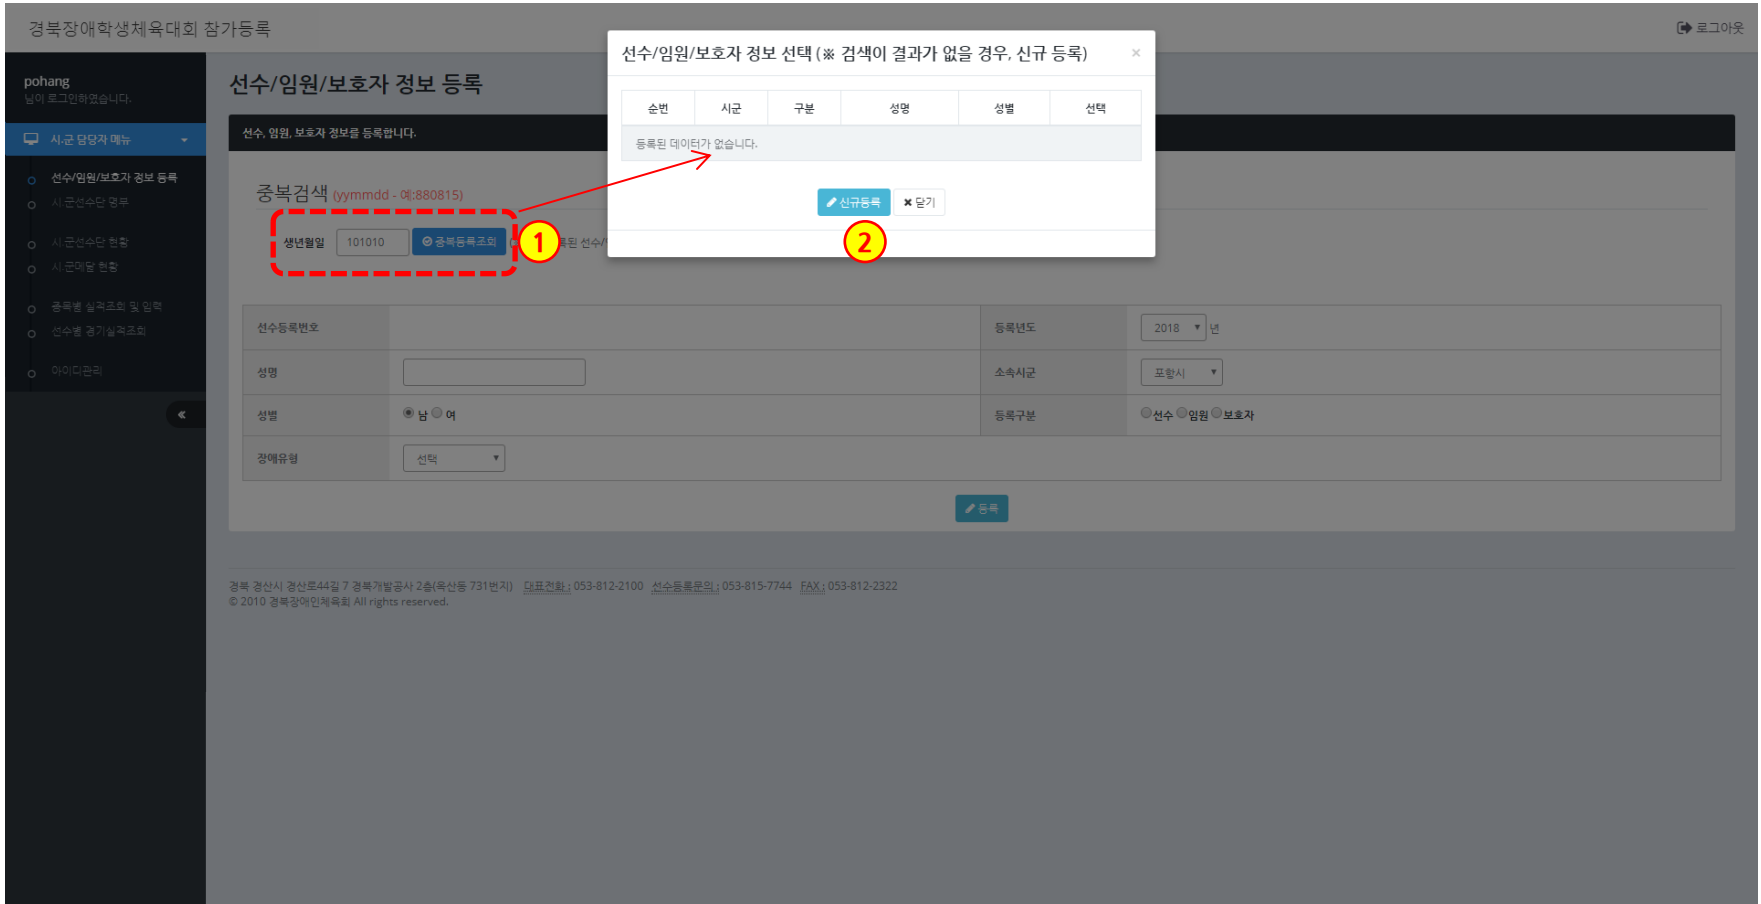 경북장애학생체육대회 참가등록
로그아웃
pohang
님이 로그인하였습니다.
시.군 담당자 메뉴
선수/임원/보호자 정보 등록
시.군선수단 명부
시.군선수단 현황
시.군메달 현황
종목별 실적조회 및 입력
선수별 경기실적조회
아이디관리
선수/임원/보호자 정보 등록
선수, 임원, 보호자 정보를 등록합니다.
중복검색 (yymmdd - 예:880815)
생년월일 101010 중복등록조회
록된 선수/
1
선수/임원/보호자 정보 선택 (※ 검색이 결과가 없을 경우, 신규 등록) ×
순번 시군 구분 성명 성별 선택
등록된 데이터가 없습니다.
신규등록 닫기
2
선수등록번호 등록년도 2018 년
성명 소속시군 포항시
성별 남 여 등록구분 선수 임원 보호자
장애유형 선택
등록
경북 경산시 경산로44길 7 경북개발공사 2층(옥산동 731번지) 대표전화 : 053-812-2100 선수등록문의 : 053-815-7744 FAX : 053-812-2322
© 2010 경북장애인체육회 All rights reserved.